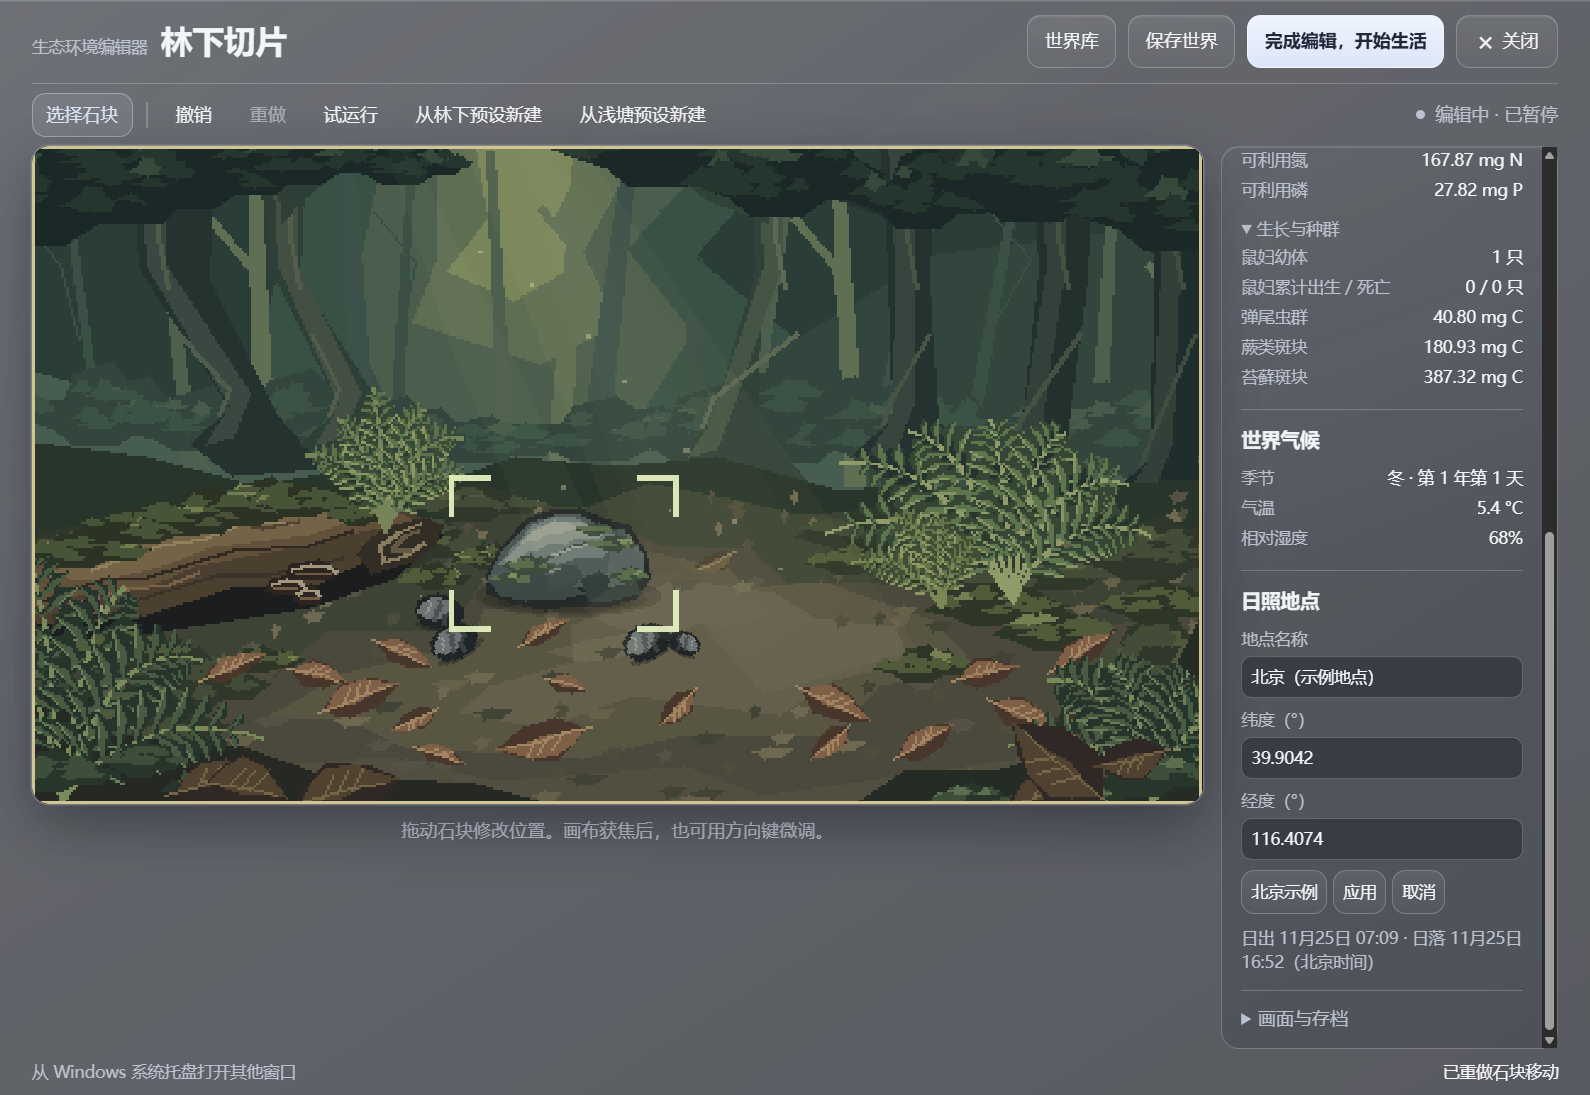 生态环境编辑器 林下切片
世界库
保存世界
完成编辑，开始生活
× 关闭
选择石块
撤销
重做
试运行
从林下预设新建
从浅塘预设新建
编辑中 · 已暂停
可利用氮 167.87 mg N
可利用磷 27.82 mg P
▼ 生长与种群
鼠妇幼体 1 只
鼠妇累计出生 / 死亡 0 / 0 只
弹尾虫群 40.80 mg C
蕨类斑块 180.93 mg C
苔藓斑块 387.32 mg C
世界气候
季节 冬 · 第 1 年第 1 天
气温 5.4 °C
相对湿度 68%
日照地点
地点名称
北京（示例地点）
纬度（°）
39.9042
经度（°）
116.4074
北京示例 应用 取消
日出 11月25日 07:09 · 日落 11月25日
16:52（北京时间）
▶ 画面与存档
拖动石块修改位置。画布获焦后，也可用方向键微调。
从 Windows 系统托盘打开其他窗口
已重做石块移动